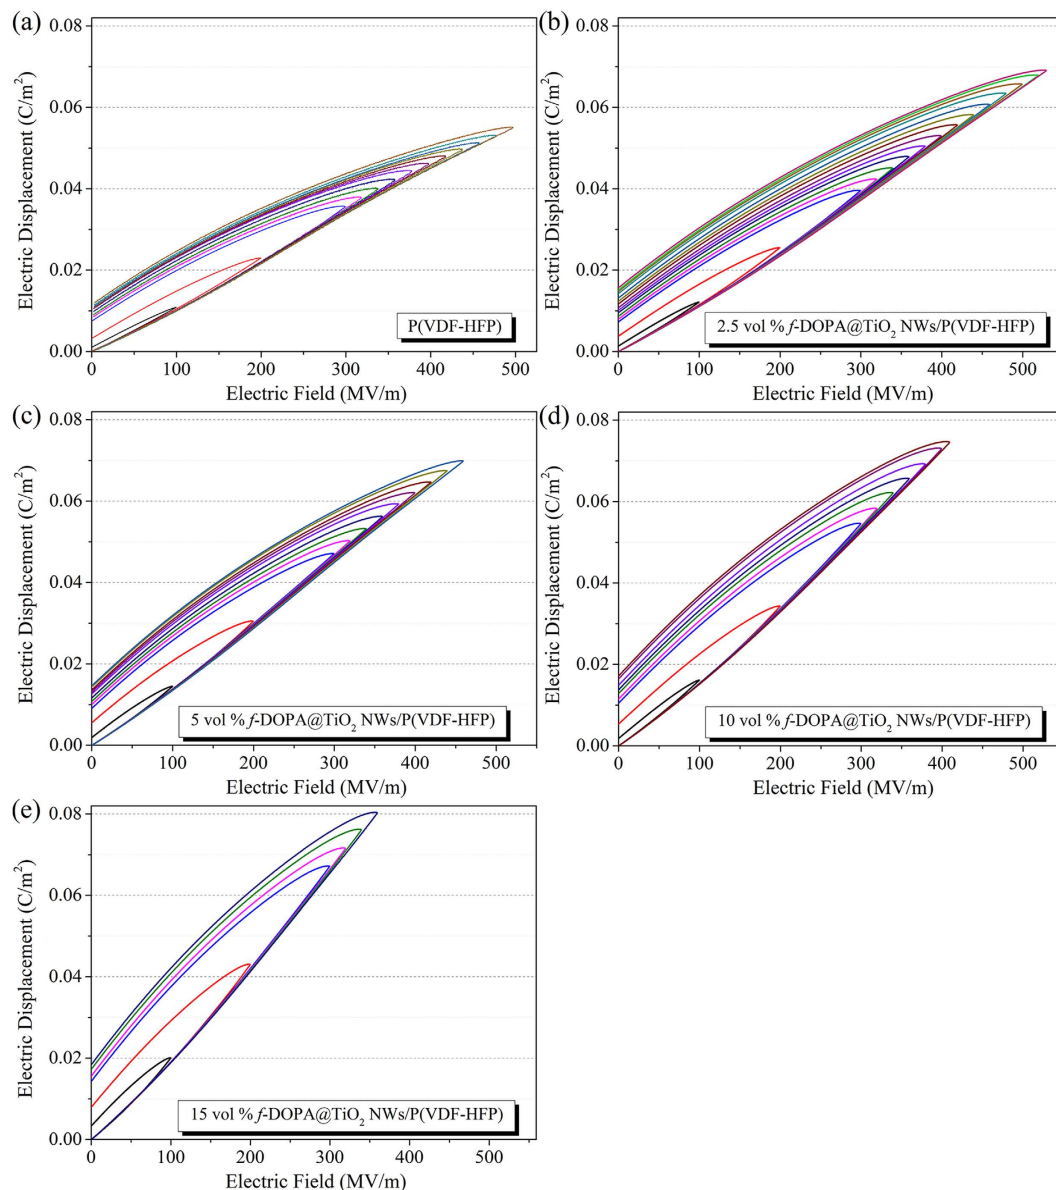 (a)
0.08
0.06
0.04
0.02
0.00
Electric Displacement (C/m²)
P(VDF-HFP)
0 100 200 300 400 500
Electric Field (MV/m)
(b)
0.08
0.06
0.04
0.02
0.00
Electric Displacement (C/m²)
2.5 vol % f-DOPA@TiO₂ NWs/P(VDF-HFP)
0 100 200 300 400 500
Electric Field (MV/m)
(c)
0.08
0.06
0.04
0.02
0.00
Electric Displacement (C/m²)
5 vol % f-DOPA@TiO₂ NWs/P(VDF-HFP)
0 100 200 300 400 500
Electric Field (MV/m)
(d)
0.08
0.06
0.04
0.02
0.00
Electric Displacement (C/m²)
10 vol % f-DOPA@TiO₂ NWs/P(VDF-HFP)
0 100 200 300 400 500
Electric Field (MV/m)
(e)
0.08
0.06
0.04
0.02
0.00
Electric Displacement (C/m²)
15 vol % f-DOPA@TiO₂ NWs/P(VDF-HFP)
0 100 200 300 400 500
Electric Field (MV/m)